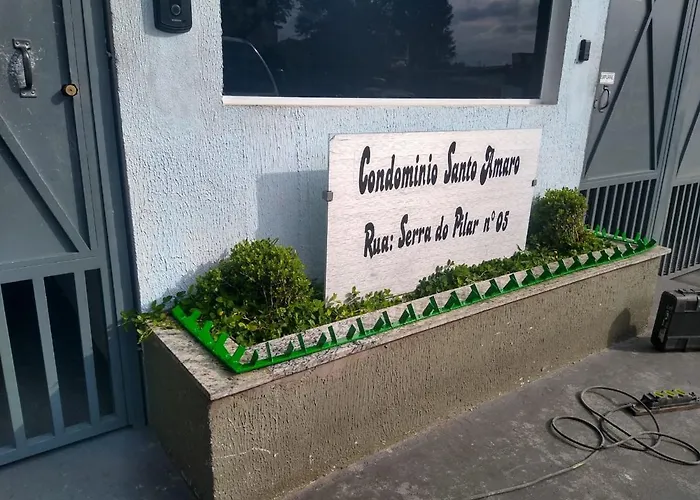 Condominio Santo Amaro
Rua: Serra do Pilar nº 05